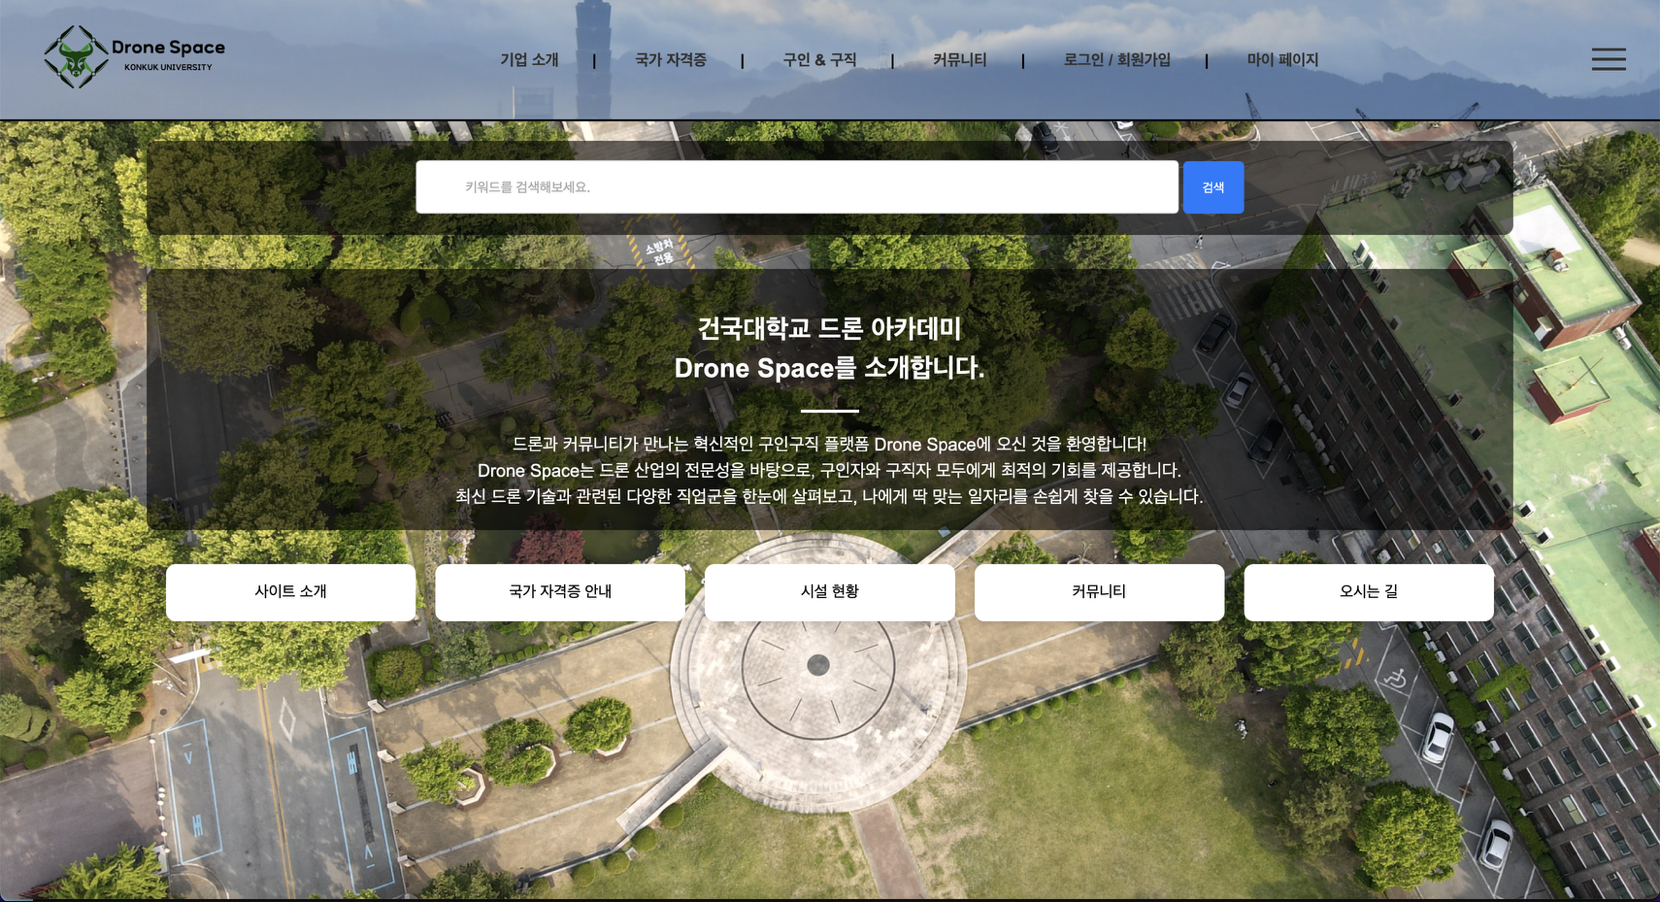 Drone Space
KONKUK UNIVERSITY
기업 소개 | 국가 자격증 | 구인 & 구직 | 커뮤니티 | 로그인 / 회원가입 | 마이 페이지
키워드를 검색해보세요.
검색
소방차
전용
건국대학교 드론 아카데미
Drone Space를 소개합니다.
드론과 커뮤니티가 만나는 혁신적인 구인구직 플랫폼 Drone Space에 오신 것을 환영합니다!
Drone Space는 드론 산업의 전문성을 바탕으로, 구인자와 구직자 모두에게 최적의 기회를 제공합니다.
최신 드론 기술과 관련된 다양한 직업군을 한눈에 살펴보고, 나에게 딱 맞는 일자리를 손쉽게 찾을 수 있습니다.
사이트 소개
국가 자격증 안내
시설 현황
커뮤니티
오시는 길